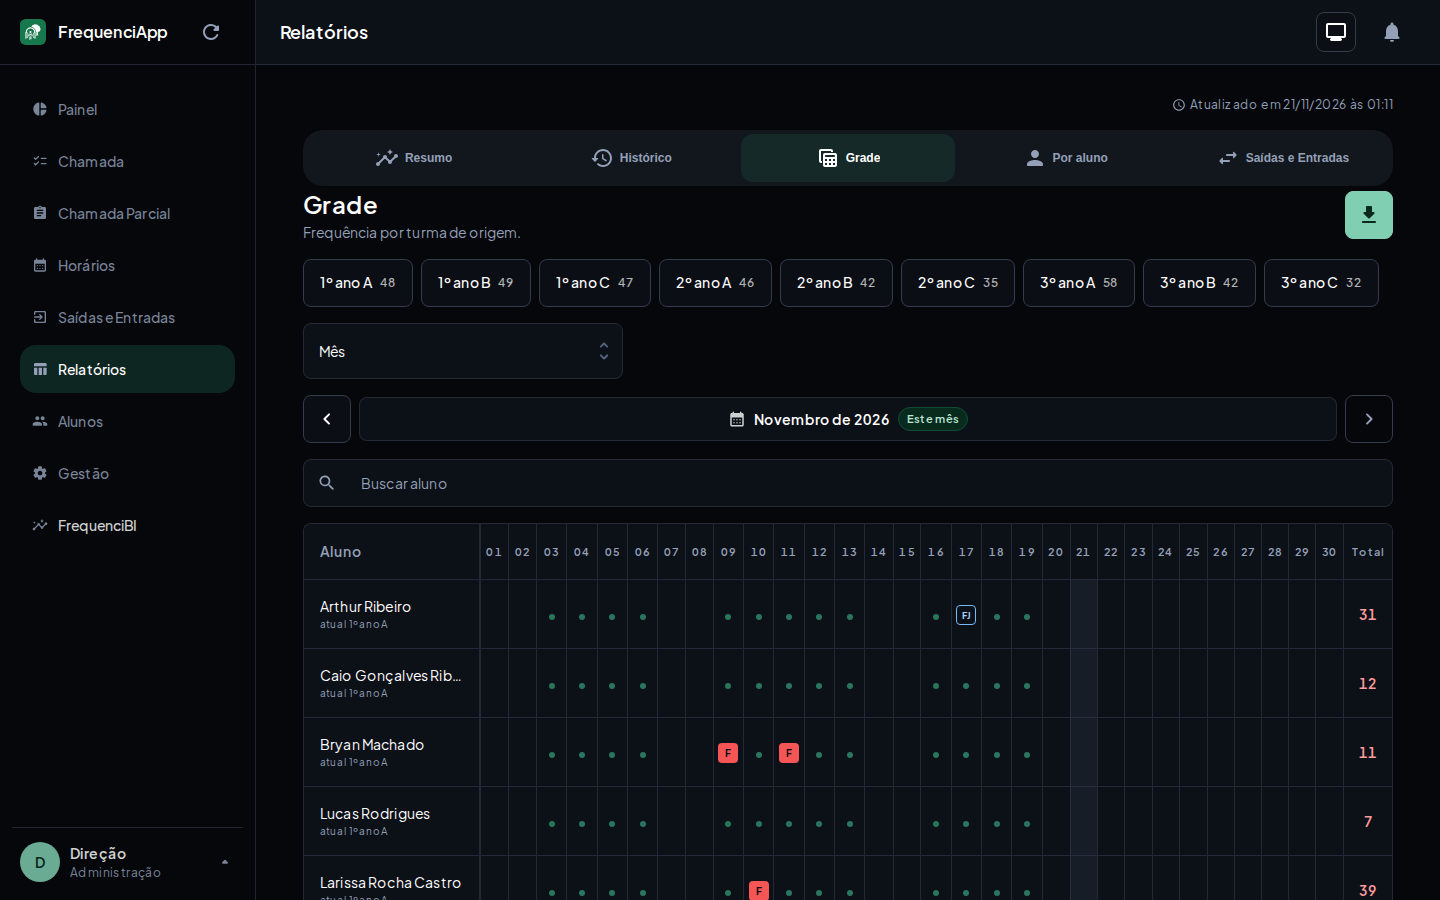 FrequenciApp
Relatórios
Painel
Chamada
Chamada Parcial
Horários
Saídas e Entradas
Relatórios
Alunos
Gestão
FrequenciBI
D
Direção
Administração
Atualizado em 21/11/2026 às 01:11
Resumo Histórico Grade Por aluno Saídas e Entradas
Grade
Frequência por turma de origem.
1º ano A 48 1º ano B 49 1º ano C 47 2º ano A 46 2º ano B 42 2º ano C 35 3º ano A 58 3º ano B 42 3º ano C 32
Mês
Novembro de 2026 Este mês
Buscar aluno
Aluno 01 02 03 04 05 06 07 08 09 10 11 12 13 14 15 16 17 18 19 20 21 22 23 24 25 26 27 28 29 30 Total
Arthur Ribeiro
atual 1º ano A
FJ 31
Caio Gonçalves Rib...
atual 1º ano A
12
Bryan Machado
atual 1º ano A
F F 11
Lucas Rodrigues
atual 1º ano A
7
Larissa Rocha Castro
F 39
atual 1º ano A